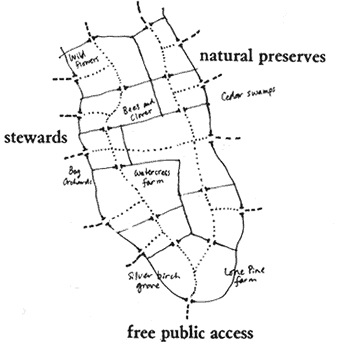 Wild
Flowers
natural preserves
Bees and
Clover
Cedar swamps
stewards
Bog
Orchards
Watercress
farm
Silver birch
grove
Lone Pine
farm
free public access